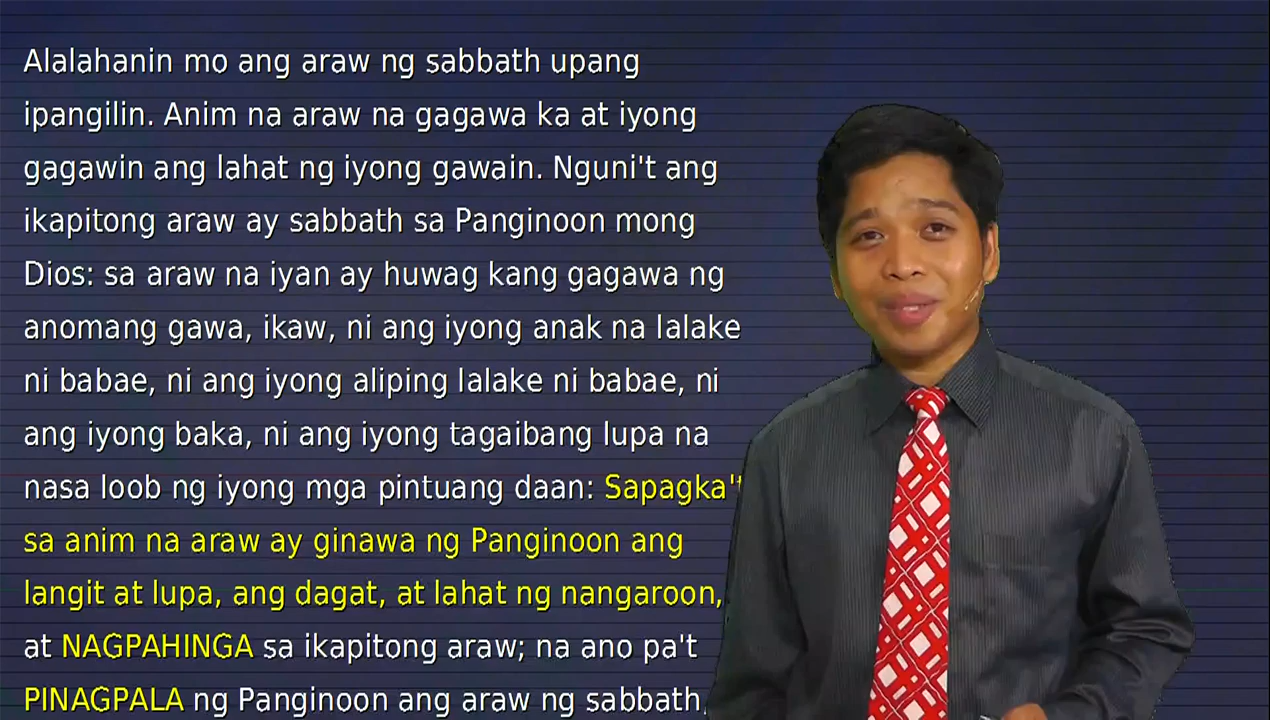 Alalahanin mo ang araw ng sabbath upang
ipangilin. Anim na araw na gagawa ka at iyong
gagawin ang lahat ng iyong gawain. Nguni't ang
ikapitong araw ay sabbath sa Panginoon mong
Dios: sa araw na iyan ay huwag kang gagawa ng
anomang gawa, ikaw, ni ang iyong anak na lalake
ni babae, ni ang iyong aliping lalake ni babae, ni
ang iyong baka, ni ang iyong tagaibang lupa na
nasa loob ng iyong mga pintuang daan: Sapagka't
sa anim na araw ay ginawa ng Panginoon ang
langit at lupa, ang dagat, at lahat ng nangaroon,
at NAGPAHINGA sa ikapitong araw; na ano pa't
PINAGPALA ng Panginoon ang araw ng sabbath,